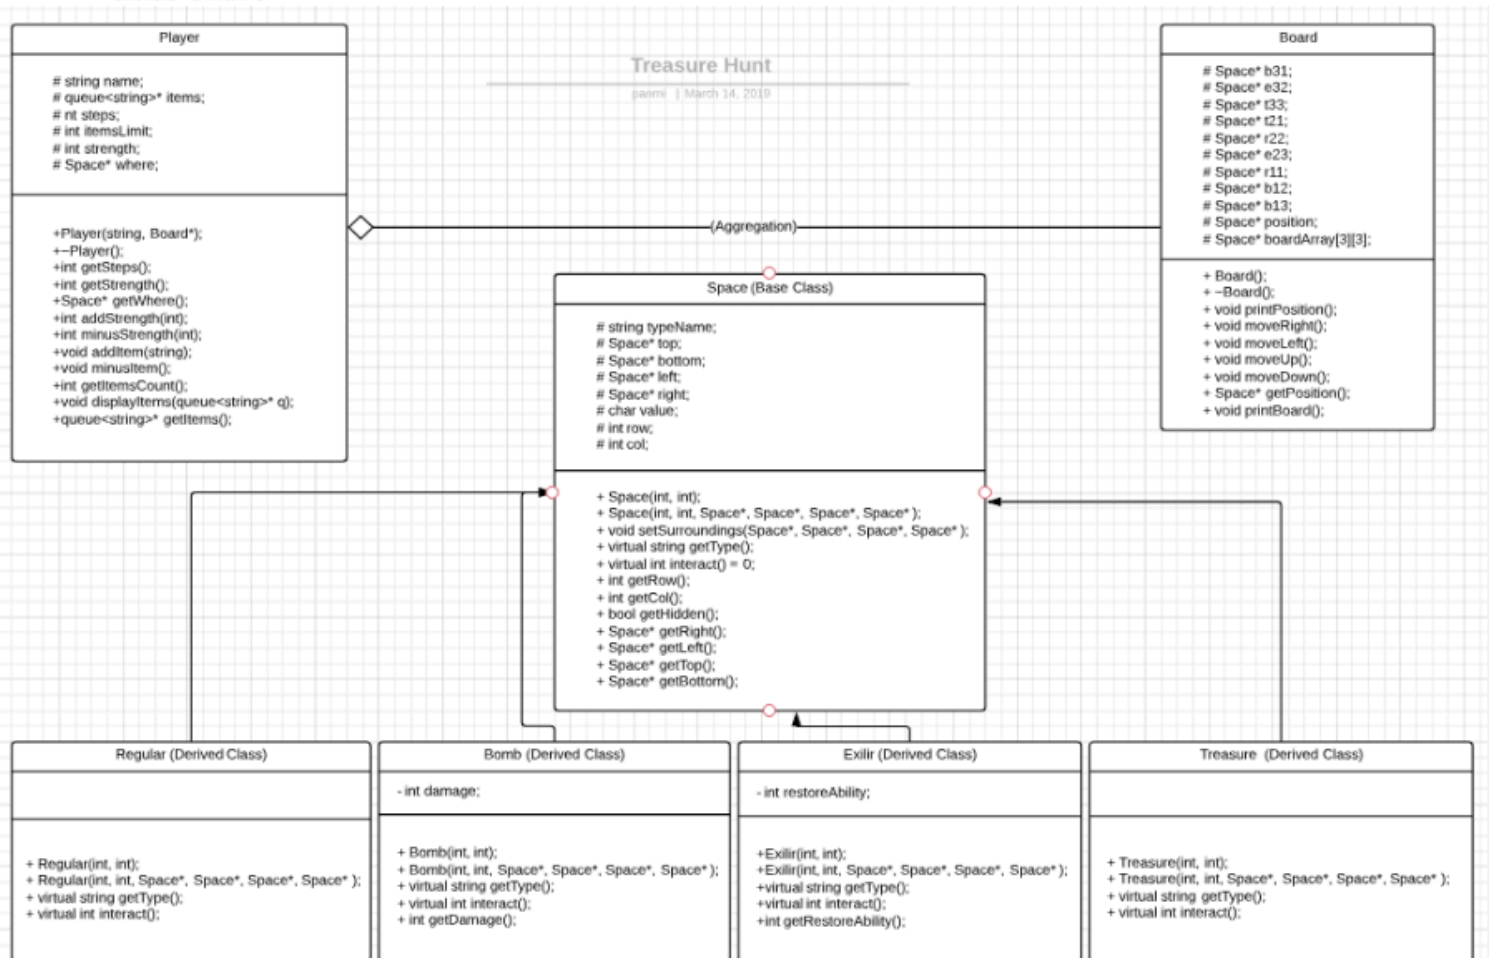 Player
# string name;
# queue<string>* items;
# nt steps;
# int itemsLimit;
# int strength;
# Space* where;
+Player(string, Board*);
+~Player();
+int getSteps();
+int getStrength();
+Space* getWhere();
+int addStrength(int);
+int minusStrength(int);
+void addItem(string);
+void minusItem();
+int getItemsCount();
+void displayItems(queue<string>* q);
+queue<string>* getItems();
Treasure Hunt
panmi | March 14, 2019
(Aggregation)
Board
# Space* b31;
# Space* e32;
# Space* t33;
# Space* t21;
# Space* r22;
# Space* e23;
# Space* r11;
# Space* b12;
# Space* b13;
# Space* position;
# Space* boardArray[3][3];
+ Board();
+ ~Board();
+ void printPosition();
+ void moveRight();
+ void moveLeft();
+ void moveUp();
+ void moveDown();
+ Space* getPosition();
+ void printBoard();
Space (Base Class)
# string typeName;
# Space* top;
# Space* bottom;
# Space* left;
# Space* right;
# char value;
# int row;
# int col;
+ Space(int, int);
+ Space(int, int, Space*, Space*, Space*, Space* );
+ void setSurroundings(Space*, Space*, Space*, Space* );
+ virtual string getType();
+ virtual int interact() = 0;
+ int getRow();
+ int getCol();
+ bool getHidden();
+ Space* getRight();
+ Space* getLeft();
+ Space* getTop();
+ Space* getBottom();
Regular (Derived Class)
+ Regular(int, int);
+ Regular(int, int, Space*, Space*, Space*, Space* );
+ virtual string getType();
+ virtual int interact();
Bomb (Derived Class)
- int damage;
+ Bomb(int, int);
+ Bomb(int, int, Space*, Space*, Space*, Space* );
+ virtual string getType();
+ virtual int interact();
+ int getDamage();
Exilir (Derived Class)
- int restoreAbility;
+Exilir(int, int);
+Exilir(int, int, Space*, Space*, Space*, Space* );
+virtual string getType();
+virtual int interact();
+int getRestoreAbility();
Treasure (Derived Class)
+ Treasure(int, int);
+ Treasure(int, int, Space*, Space*, Space*, Space* );
+ virtual string getType();
+ virtual int interact();